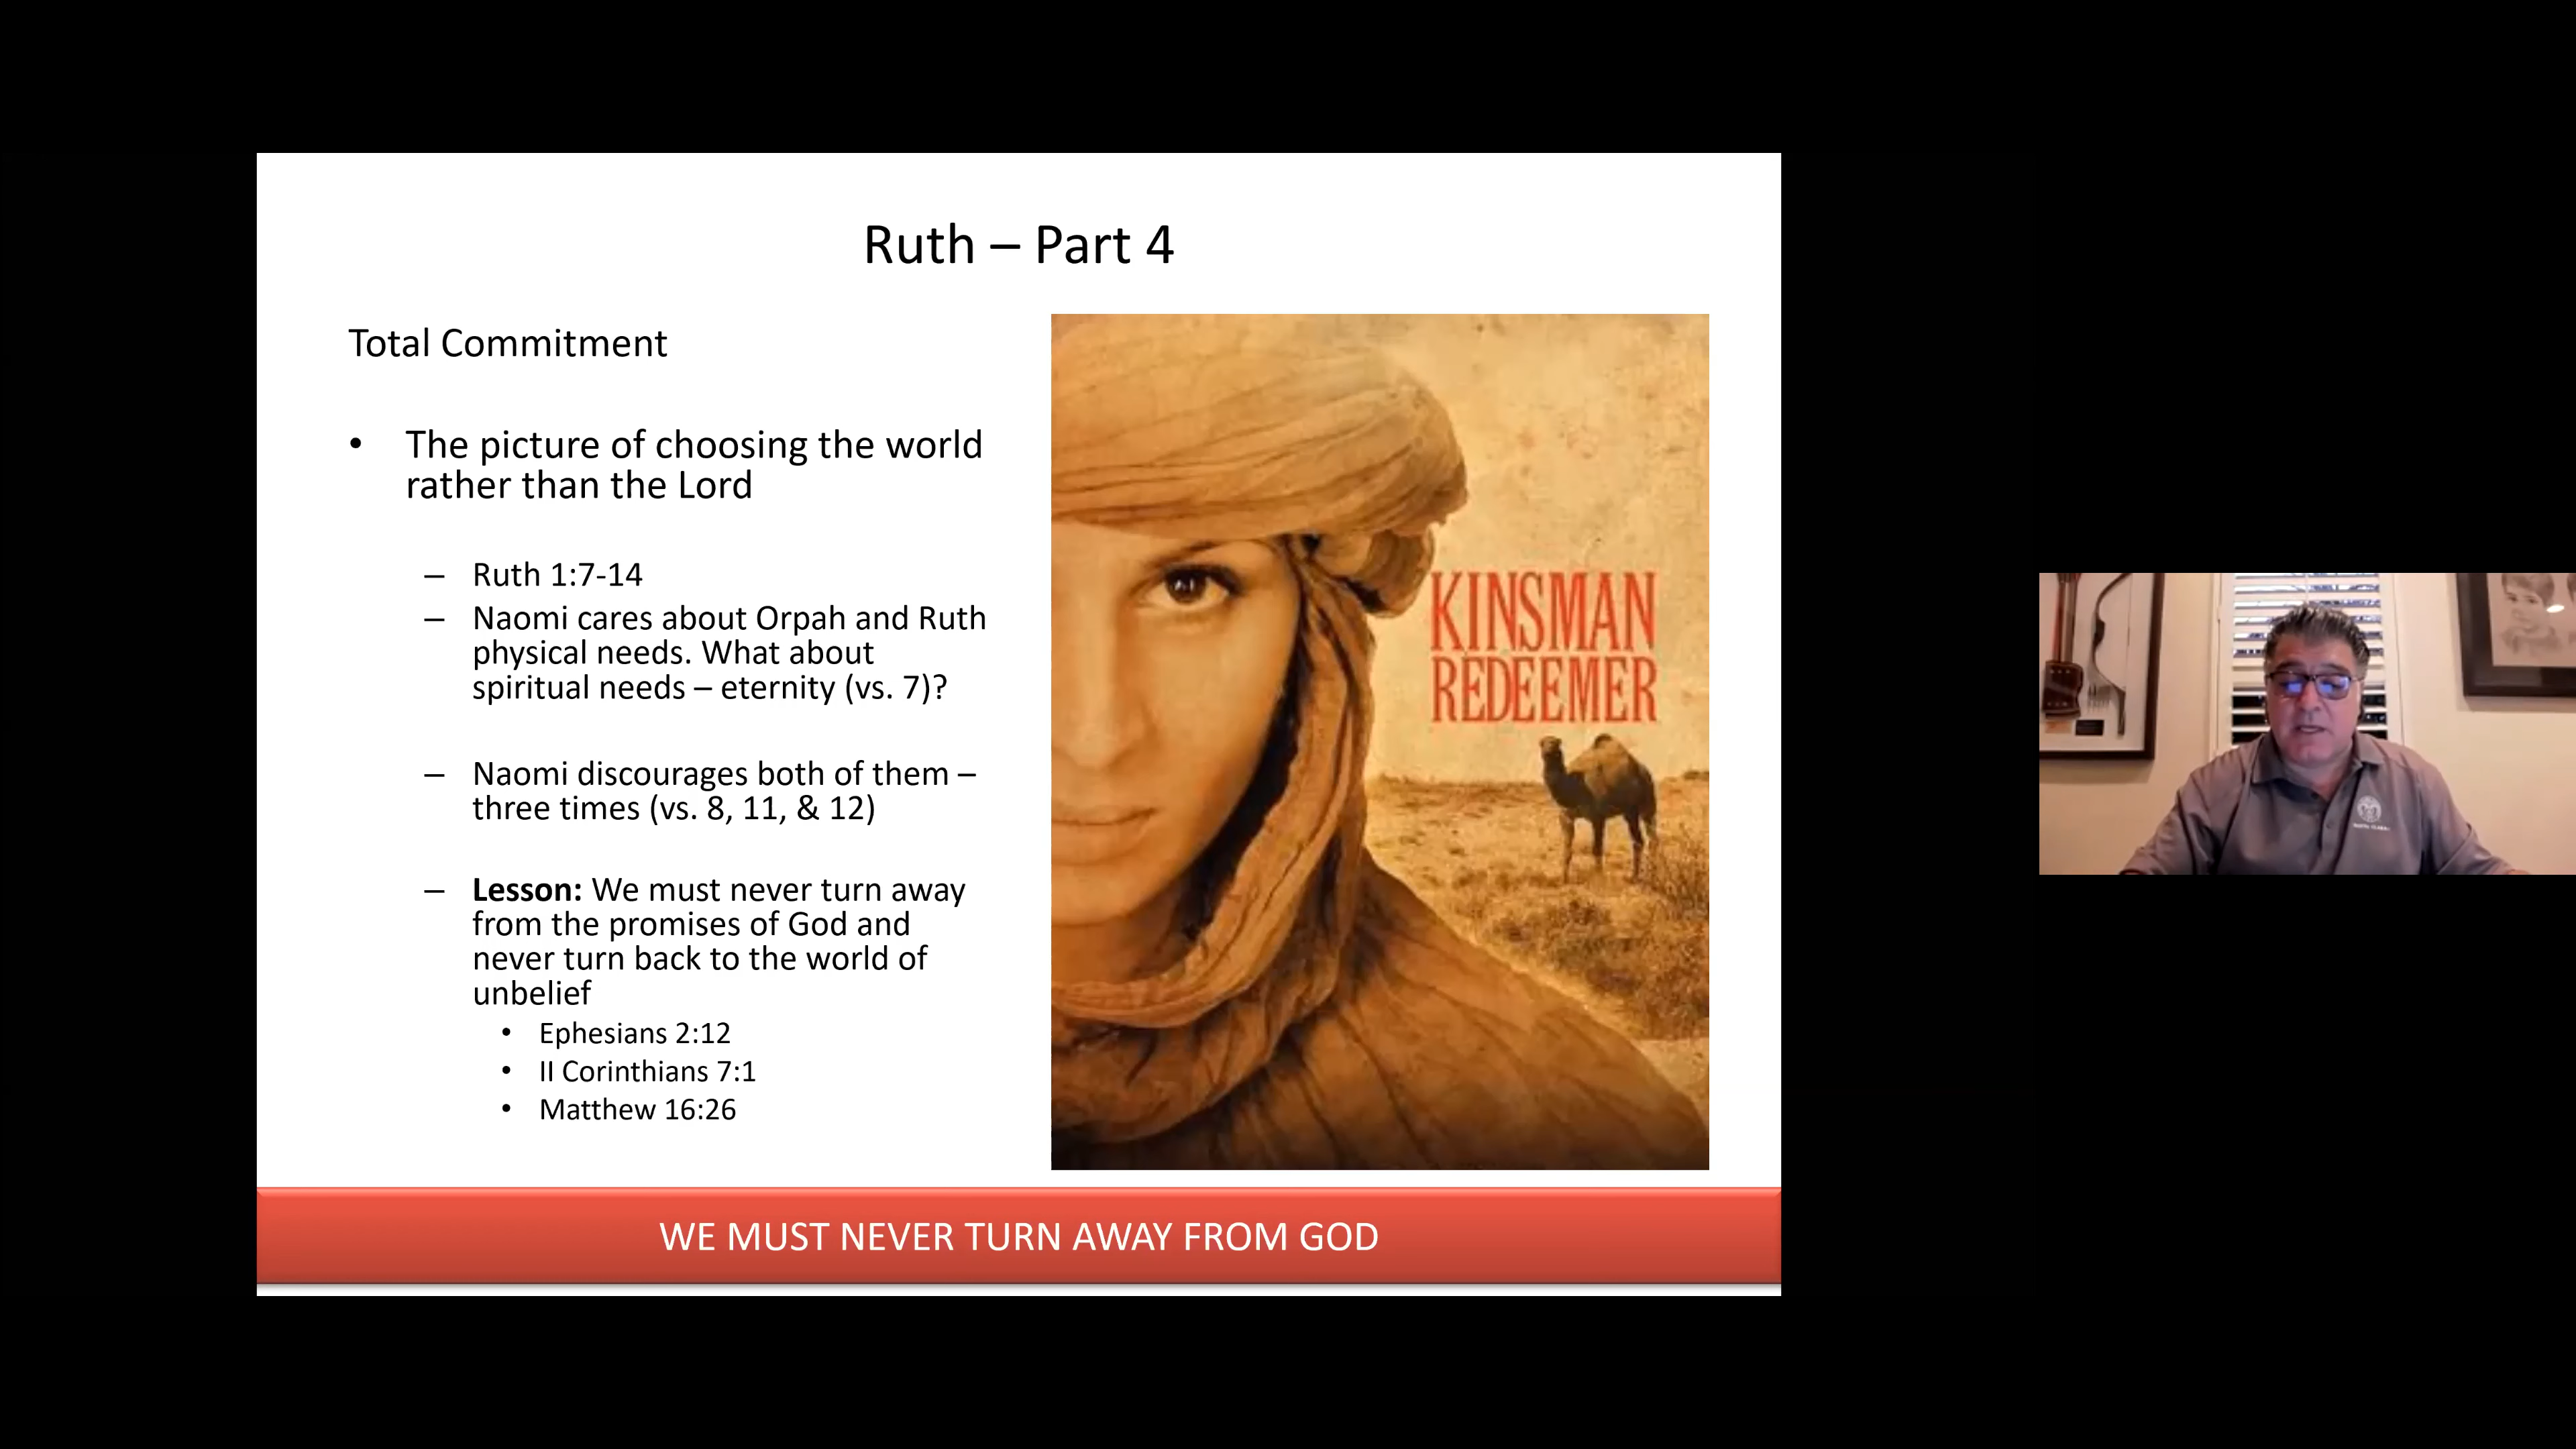 Ruth – Part 4
Total Commitment
• The picture of choosing the world
rather than the Lord
– Ruth 1:7-14
– Naomi cares about Orpah and Ruth
physical needs. What about
spiritual needs – eternity (vs. 7)?
– Naomi discourages both of them –
three times (vs. 8, 11, & 12)
– Lesson: We must never turn away
from the promises of God and
never turn back to the world of
unbelief
• Ephesians 2:12
• II Corinthians 7:1
• Matthew 16:26
KINSMAN
REDEEMER
WE MUST NEVER TURN AWAY FROM GOD